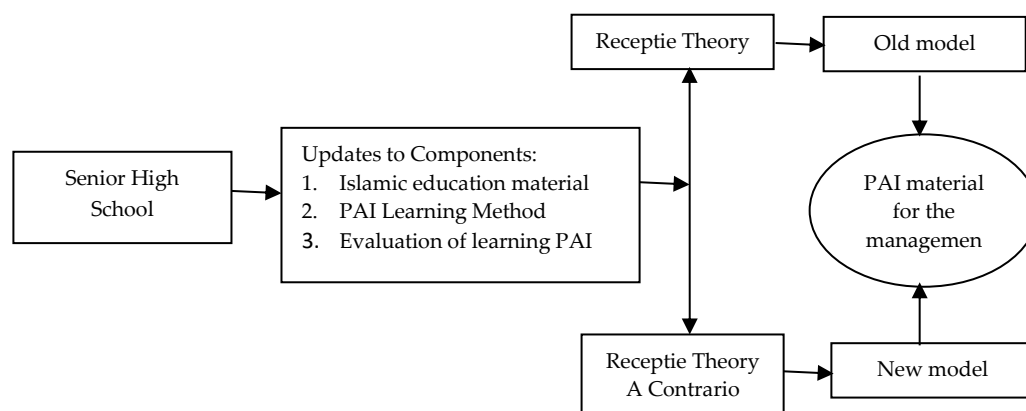 Receptie Theory
Old model
Senior High
School
Updates to Components:
1. Islamic education material
2. PAI Learning Method
3. Evaluation of learning PAI
PAI material
for the
managemen
Receptie Theory
A Contrario
New model